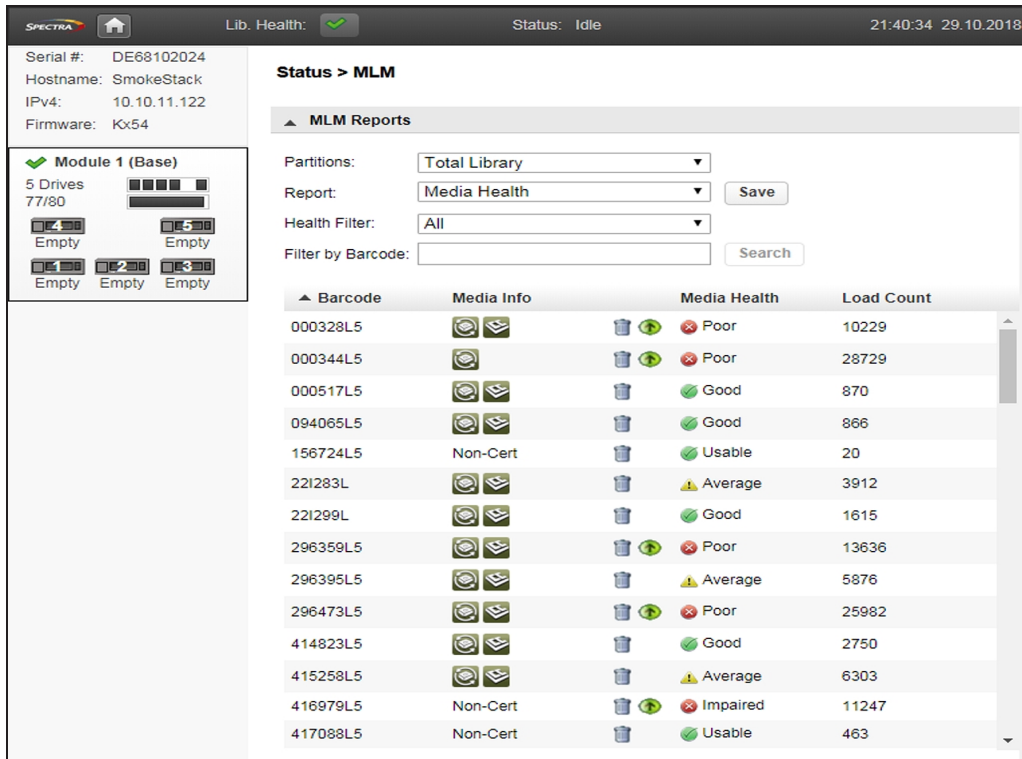 SPECTRA Lib. Health: Status: Idle 21:40:34 29.10.2018
Serial #: DE68102024
Hostname: SmokeStack
IPv4: 10.10.11.122
Firmware: Kx54
Module 1 (Base)
5 Drives
77/80
4 5
Empty Empty
1 2 3
Empty Empty Empty
Status > MLM
MLM Reports
Partitions: Total Library
Report: Media Health Save
Health Filter: All
Filter by Barcode: Search
Barcode Media Info Media Health Load Count
000328L5 Poor 10229
000344L5 Poor 28729
000517L5 Good 870
094065L5 Good 866
156724L5 Non-Cert Usable 20
22I283L Average 3912
22I299L Good 1615
296359L5 Poor 13636
296395L5 Average 5876
296473L5 Poor 25982
414823L5 Good 2750
415258L5 Average 6303
416979L5 Non-Cert Impaired 11247
417088L5 Non-Cert Usable 463